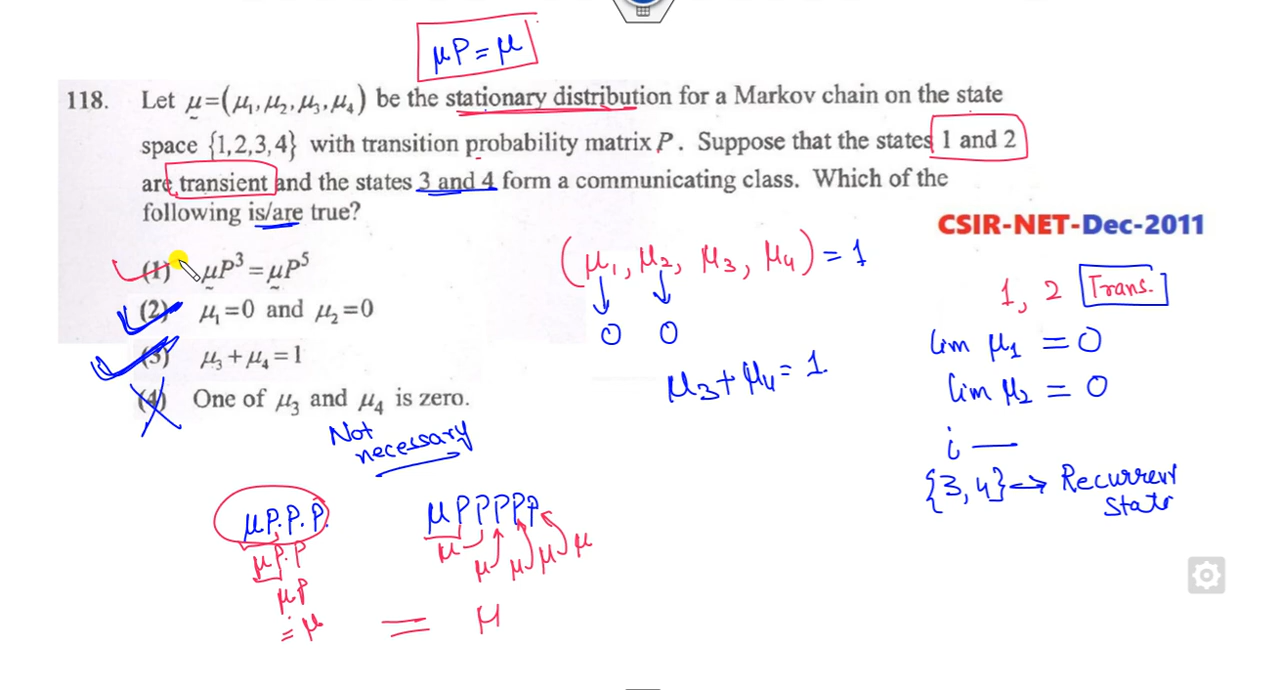 μP = μ
118. Let μ=(μ₁,μ₂,μ₃,μ₄) be the stationary distribution for a Markov chain on the state
space {1,2,3,4} with transition probability matrix P. Suppose that the states 1 and 2
are transient and the states 3 and 4 form a communicating class. Which of the
following is/are true?
CSIR-NET-Dec-2011
(1) μP³ = μP⁵
(2) μ₁=0 and μ₂=0
(3) μ₃+μ₄=1
(4) One of μ₃ and μ₄ is zero.
Not
necessary
(μ₁, μ₂, μ₃, μ₄) = 1
0 0
μ₃+μ₄ = 1.
1, 2 Trans.
lim μ₁ = 0
lim μ₂ = 0
i —
{3,4} → Recurrent
State
μP.P.P.
μP.P
μP
= μ
μPPPPP
μ μ μ μ μ
= μ